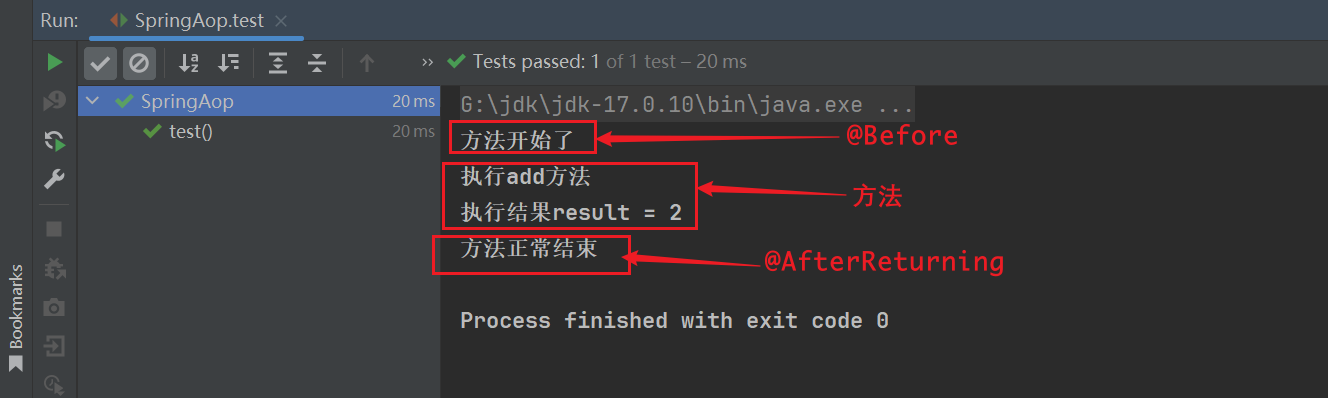 Run: SpringAop.test
Tests passed: 1 of 1 test – 20 ms
SpringAop 20 ms
test() 20 ms
G:\jdk\jdk-17.0.10\bin\java.exe ...
方法开始了
@Before
执行add方法
执行结果result = 2
方法
方法正常结束
@AfterReturning
Process finished with exit code 0
Bookmarks